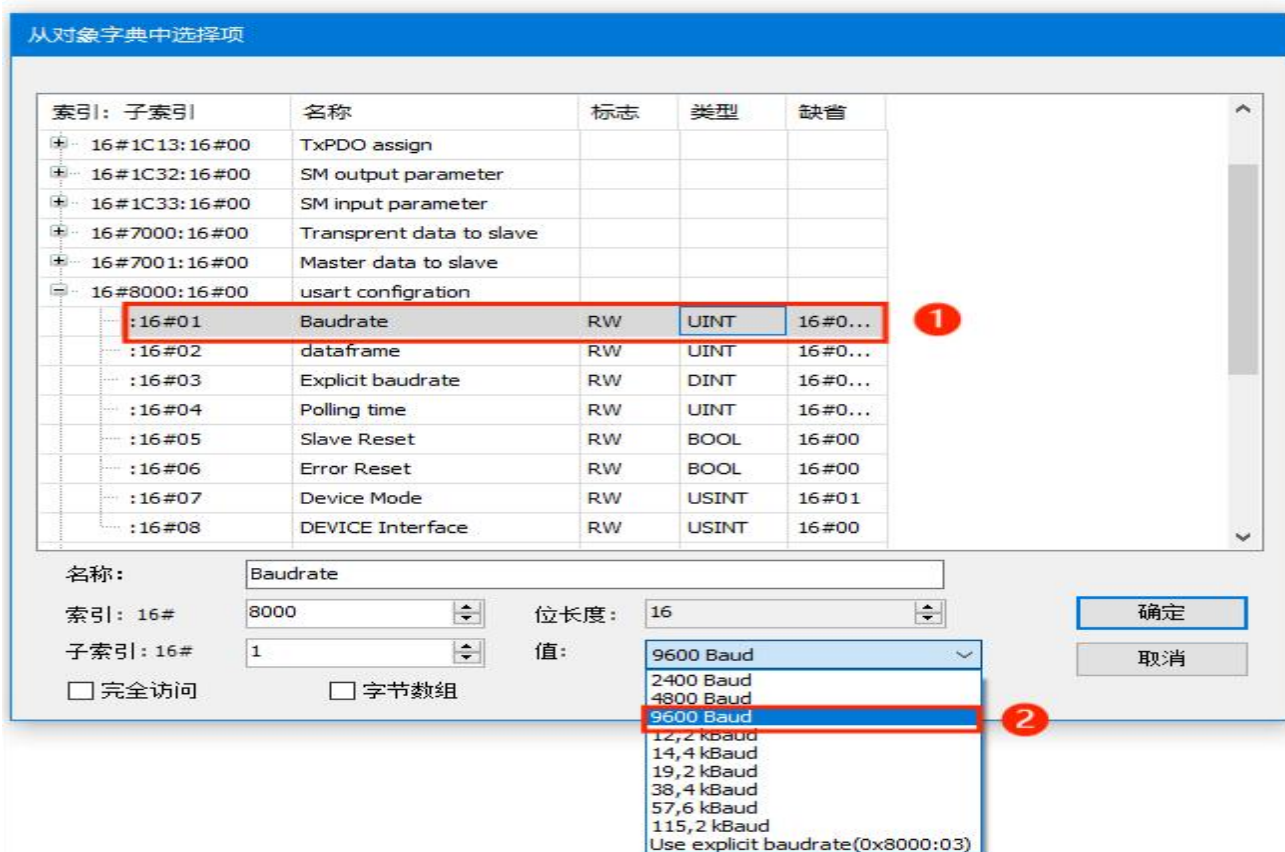 从对象字典中选择项
索引: 子索引 名称 标志 类型 缺省
16#1C13:16#00 TxPDO assign
16#1C32:16#00 SM output parameter
16#1C33:16#00 SM input parameter
16#7000:16#00 Transprent data to slave
16#7001:16#00 Master data to slave
16#8000:16#00 usart configration
:16#01 Baudrate RW UINT 16#0... 1
:16#02 dataframe RW UINT 16#0...
:16#03 Explicit baudrate RW DINT 16#0...
:16#04 Polling time RW UINT 16#0...
:16#05 Slave Reset RW BOOL 16#00
:16#06 Error Reset RW BOOL 16#00
:16#07 Device Mode RW USINT 16#01
:16#08 DEVICE Interface RW USINT 16#00
名称: Baudrate
索引: 16# 8000 位长度: 16 确定
子索引: 16# 1 值: 9600 Baud 取消
完全访问 字节数组
2400 Baud
4800 Baud
9600 Baud 2
12,2 kBaud
14,4 kBaud
19,2 kBaud
38,4 kBaud
57,6 kBaud
115,2 kBaud
Use explicit baudrate(0x8000:03)